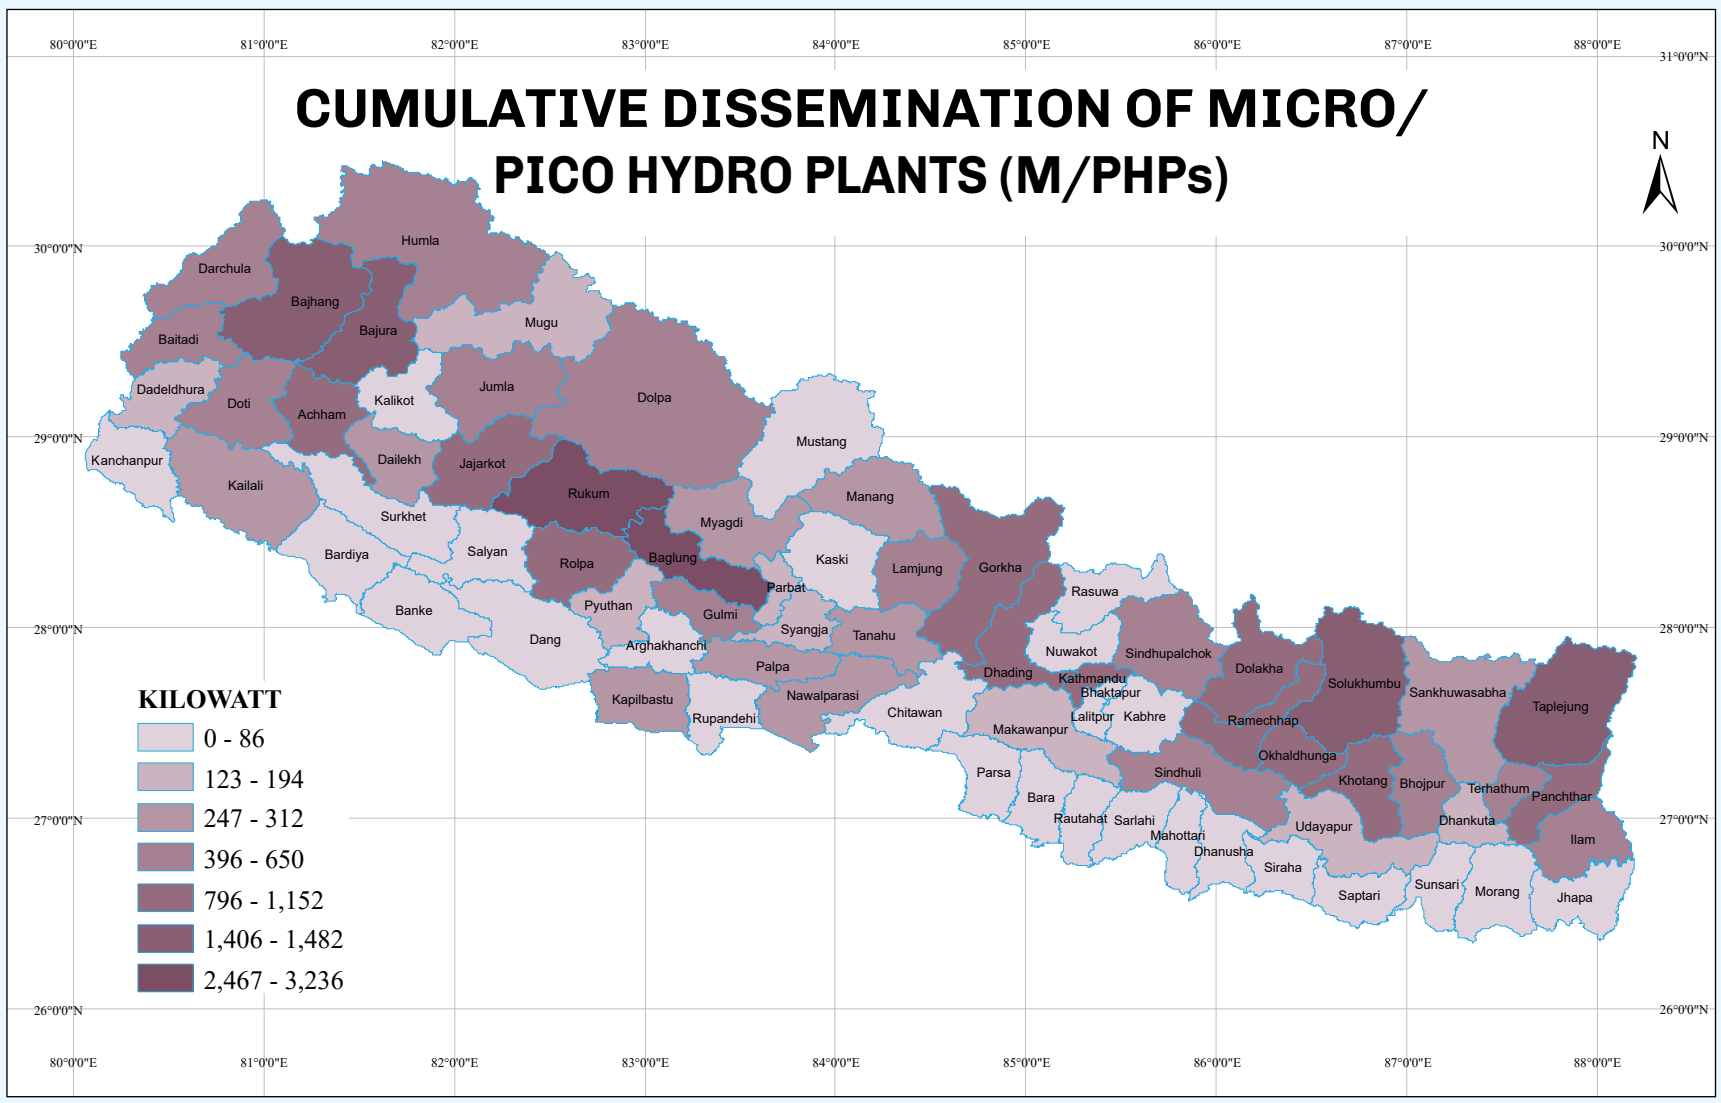 80°0'0"E 81°0'0"E 82°0'0"E 83°0'0"E 84°0'0"E 85°0'0"E 86°0'0"E 87°0'0"E 88°0'0"E
31°0'0"N
CUMULATIVE DISSEMINATION OF MICRO/
PICO HYDRO PLANTS (M/PHPs)
N
30°0'0"N
30°0'0"N
Humla
Darchula
Bajhang
Bajura
Mugu
Baitadi
Dadeldhura
Doti
Achham
Kalikot
Jumla
Dolpa
29°0'0"N
29°0'0"N
Mustang
Kanchanpur
Kailali
Dailekh
Jajarkot
Rukum
Manang
Surkhet
Myagdi
Bardiya
Salyan
Rolpa
Baglung
Kaski
Lamjung
Gorkha
Banke
Pyuthan
Parbat
Gulmi
Rasuwa
28°0'0"N
28°0'0"N
Dang
Arghakhanchi
Syangja
Tanahu
Nuwakot
Sindhupalchok
Palpa
Dhading
Kathmandu
Dolakha
Solukhumbu
Sankhuwasabha
Taplejung
Kapilbastu
Nawalparasi
Bhaktapur
Rupandehi
Chitawan
Lalitpur
Kabhre
Ramechhap
Makawanpur
Okhaldhunga
Parsa
Sindhuli
Khotang
Bhojpur
Terhathum
Panchthar
Bara
Rautahat
Sarlahi
Mahottari
Udayapur
Dhankuta
Ilam
Dhanusha
Siraha
Saptari
Sunsari
Morang
Jhapa
27°0'0"N
27°0'0"N
KILOWATT
0 - 86
123 - 194
247 - 312
396 - 650
796 - 1,152
1,406 - 1,482
2,467 - 3,236
26°0'0"N
26°0'0"N
80°0'0"E 81°0'0"E 82°0'0"E 83°0'0"E 84°0'0"E 85°0'0"E 86°0'0"E 87°0'0"E 88°0'0"E